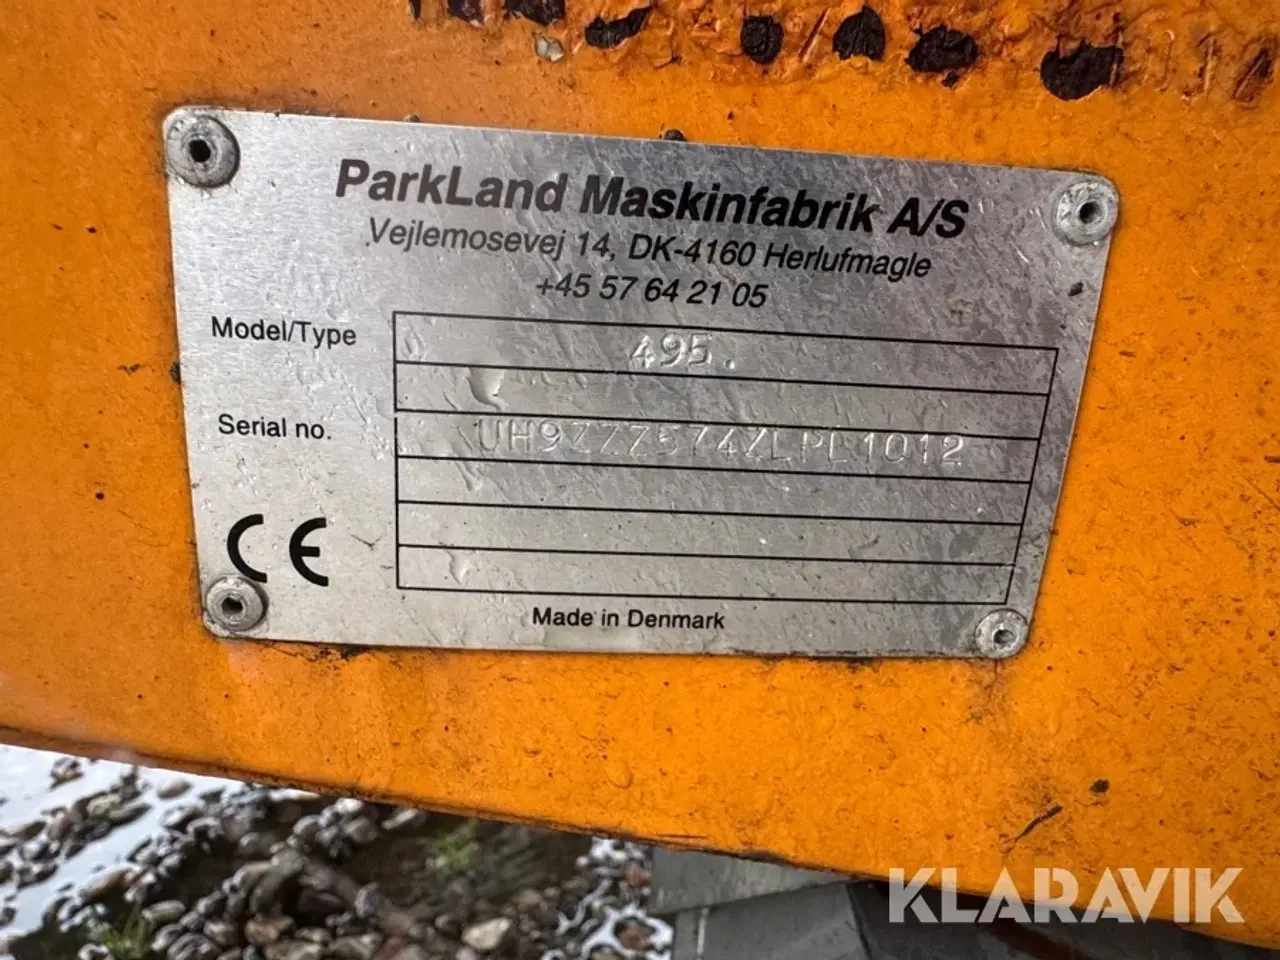 ParkLand Maskinfabrik A/S
Vejlemosevej 14, DK-4160 Herlufmagle
+45 57 64 21 05
Model/Type 495.
Serial no. UH9ZZZ574ZLPL1012
CE
Made in Denmark
KLARAVIK